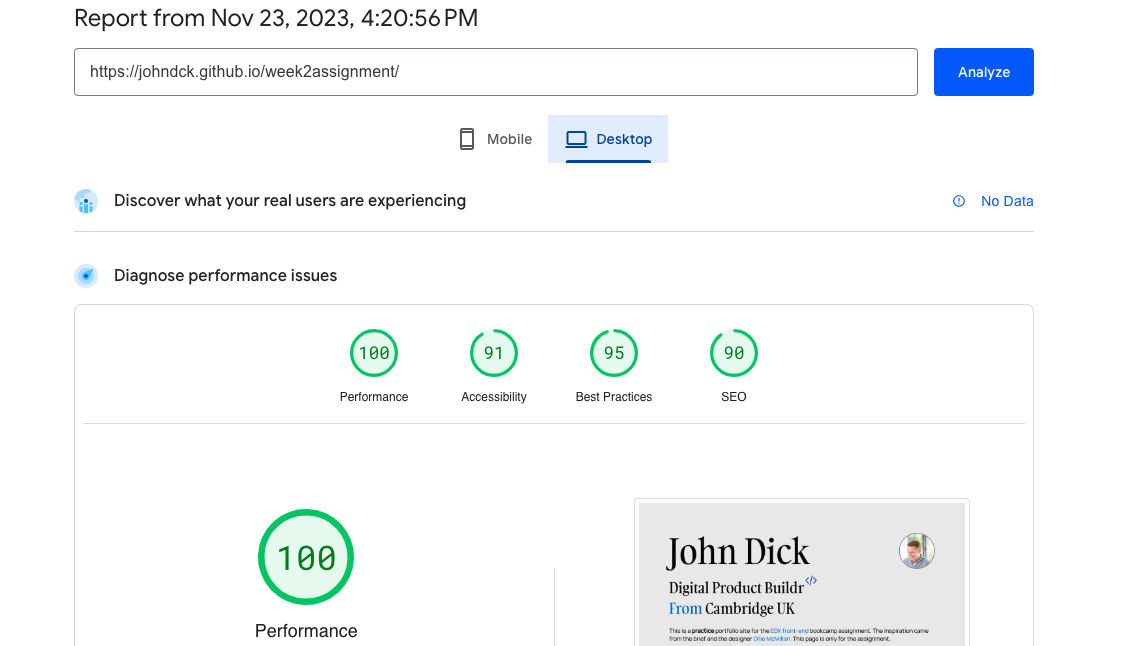 Report from Nov 23, 2023, 4:20:56 PM
https://johndck.github.io/week2assignment/
Analyze
Mobile
Desktop
Discover what your real users are experiencing
No Data
Diagnose performance issues
100
91
95
90
Performance
Accessibility
Best Practices
SEO
100
Performance
John Dick
Digital Product Buildr </>
From Cambridge UK
This is a practice portfolio site for the EDX front-end bookcamp assignment. The inspiration came
from the brief and the designer Ollie McMillan. This page is only for the assignment.